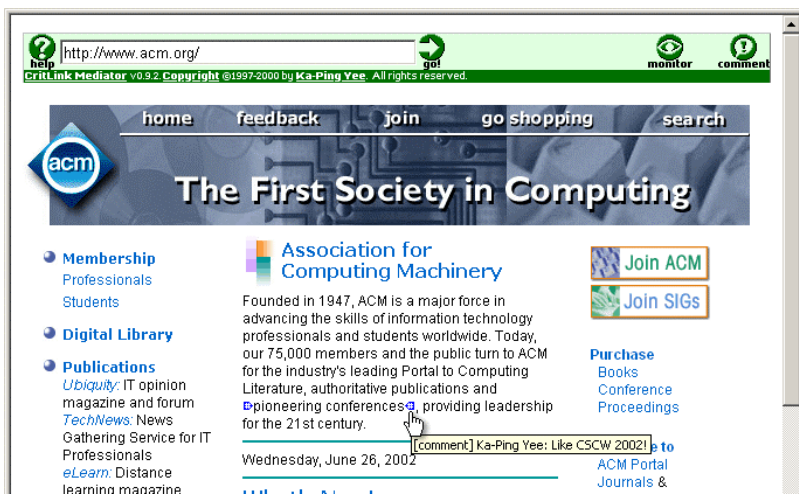 http://www.acm.org/
help
go!
monitor
comment
CritLink Mediator v0.9.2. Copyright ©1997-2000 by Ka-Ping Yee. All rights reserved.
home feedback join go shopping search
acm
The First Society in Computing
Membership
Professionals
Students
Digital Library
Publications
Ubiquity: IT opinion
magazine and forum
TechNews: News
Gathering Service for IT
Professionals
eLearn: Distance
learning magazine
Association for
Computing Machinery
Founded in 1947, ACM is a major force in
advancing the skills of information technology
professionals and students worldwide. Today,
our 75,000 members and the public turn to ACM
for the industry's leading Portal to Computing
Literature, authoritative publications and
pioneering conferences, providing leadership
for the 21st century.
[comment] Ka-Ping Yee: Like CSCW 2002!
Wednesday, June 26, 2002
Join ACM
Join SIGs
Purchase
Books
Conference
Proceedings
to
ACM Portal
Journals &